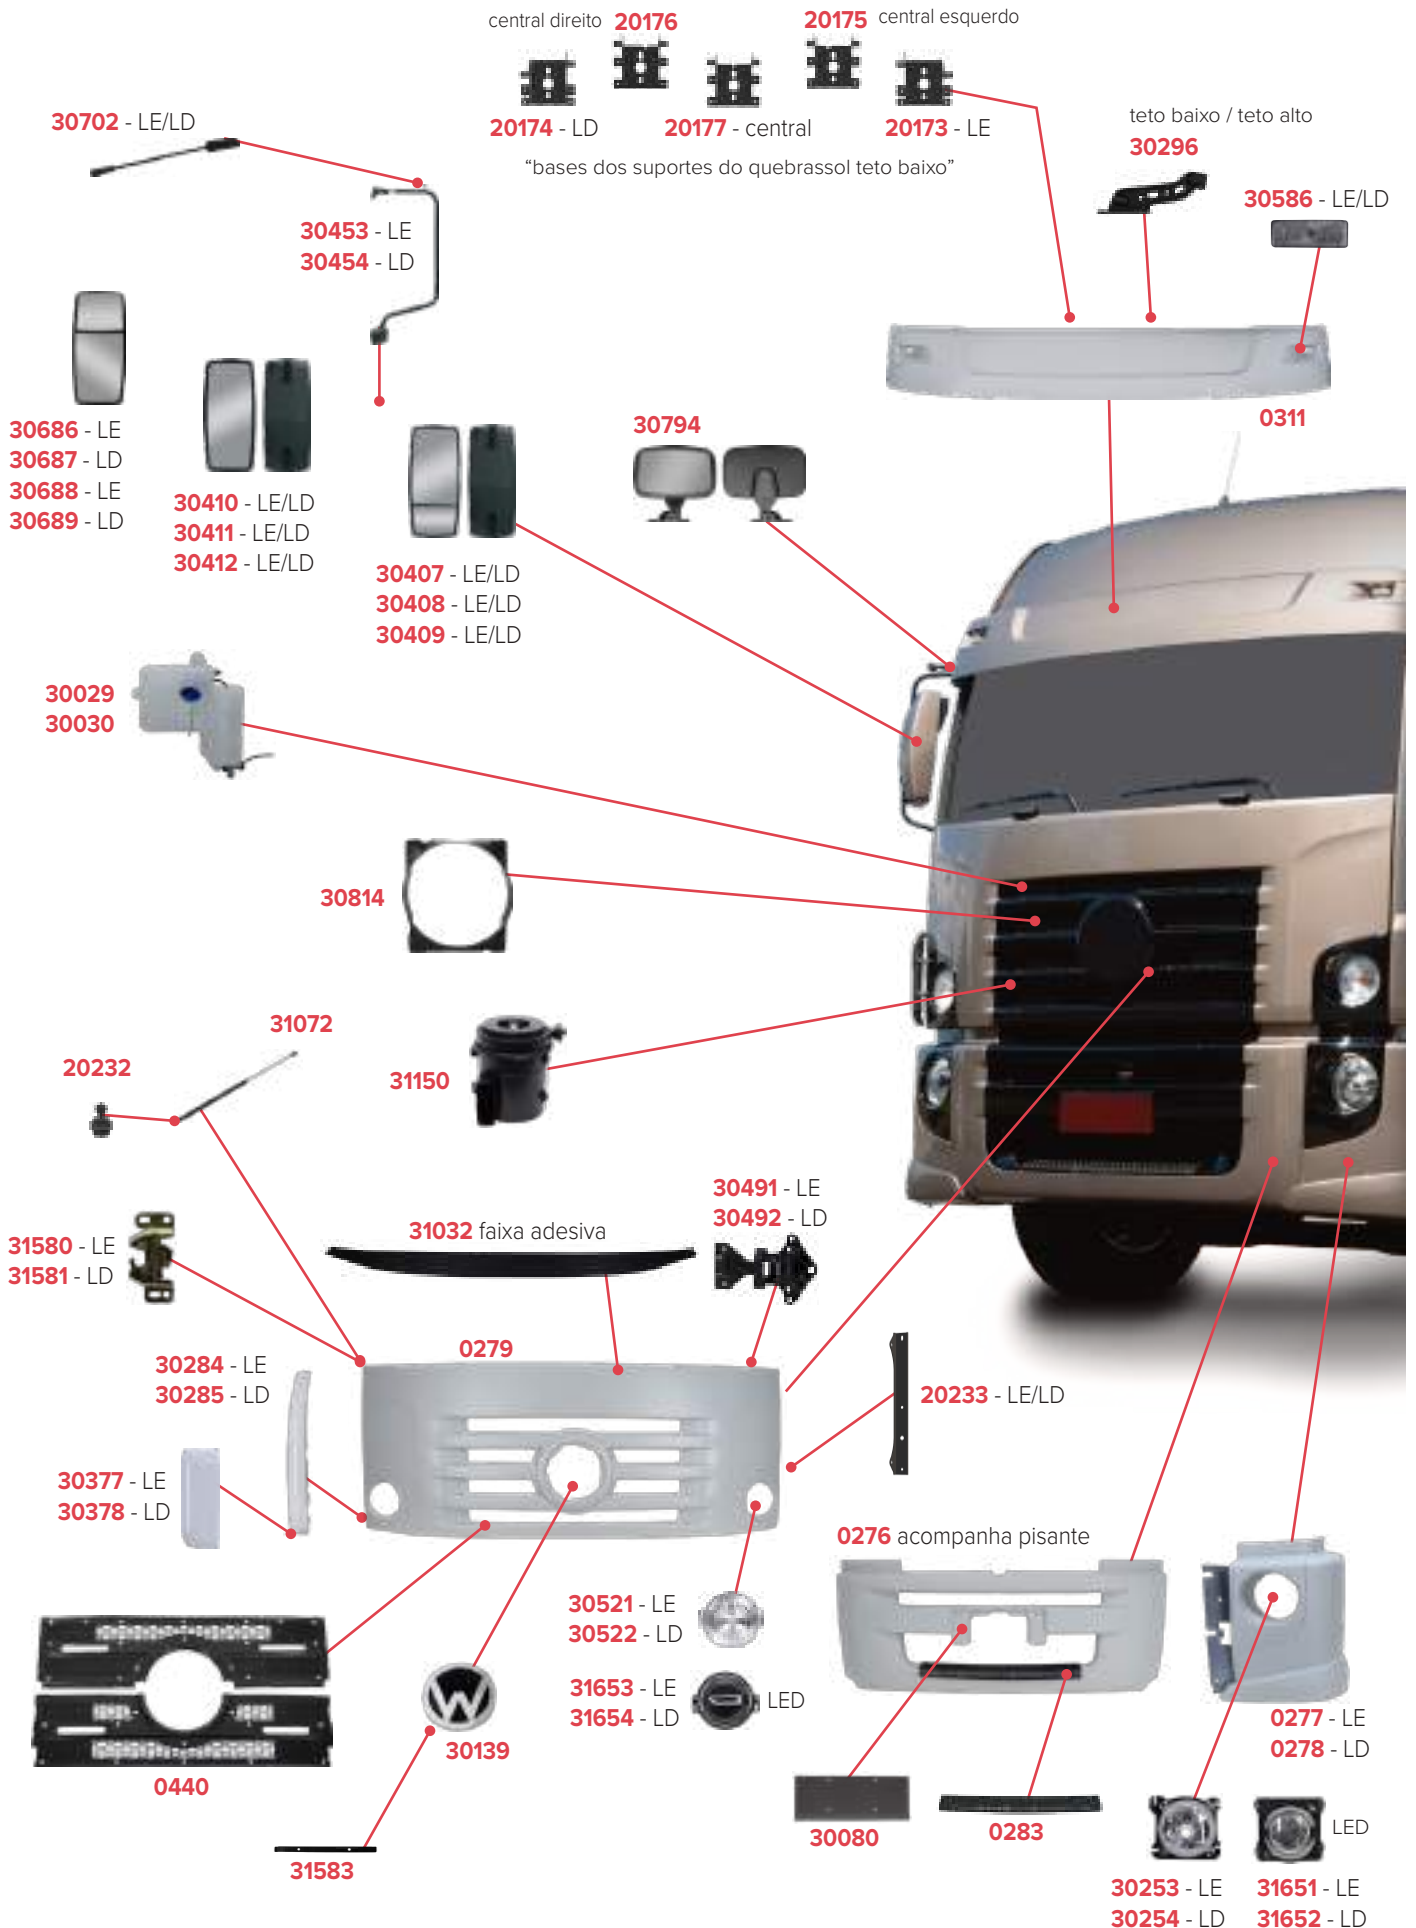 central direito 20176
20175 central esquerdo
20174 - LD
20177 - central
20173 - LE
"bases dos suportes do quebrassol teto baixo"
teto baixo / teto alto
30296
30586 - LE/LD
30702 - LE/LD
30453 - LE
30454 - LD
0311
30686 - LE
30687 - LD
30688 - LE
30689 - LD
30410 - LE/LD
30411 - LE/LD
30412 - LE/LD
30794
30407 - LE/LD
30408 - LE/LD
30409 - LE/LD
30029
30030
30814
31072
20232
31150
30491 - LE
30492 - LD
31032 faixa adesiva
31580 - LE
31581 - LD
0279
30284 - LE
30285 - LD
20233 - LE/LD
30377 - LE
30378 - LD
0276 acompanha pisante
30521 - LE
30522 - LD
31653 - LE
31654 - LD
LED
0277 - LE
0278 - LD
30139
0440
30080
0283
LED
31583
30253 - LE
30254 - LD
31651 - LE
31652 - LD